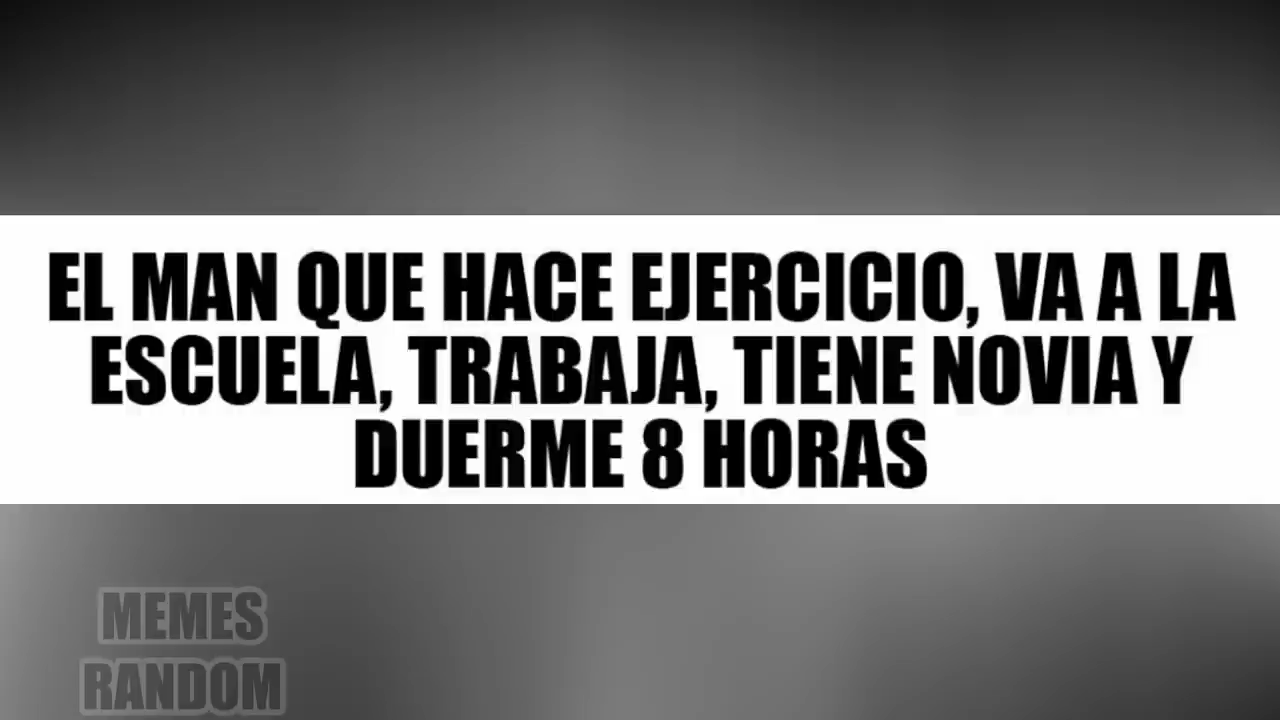 EL MAN QUE HACE EJERCICIO, VA A LA
ESCUELA, TRABAJA, TIENE NOVIA Y
DUERME 8 HORAS
MEMES
RANDOM